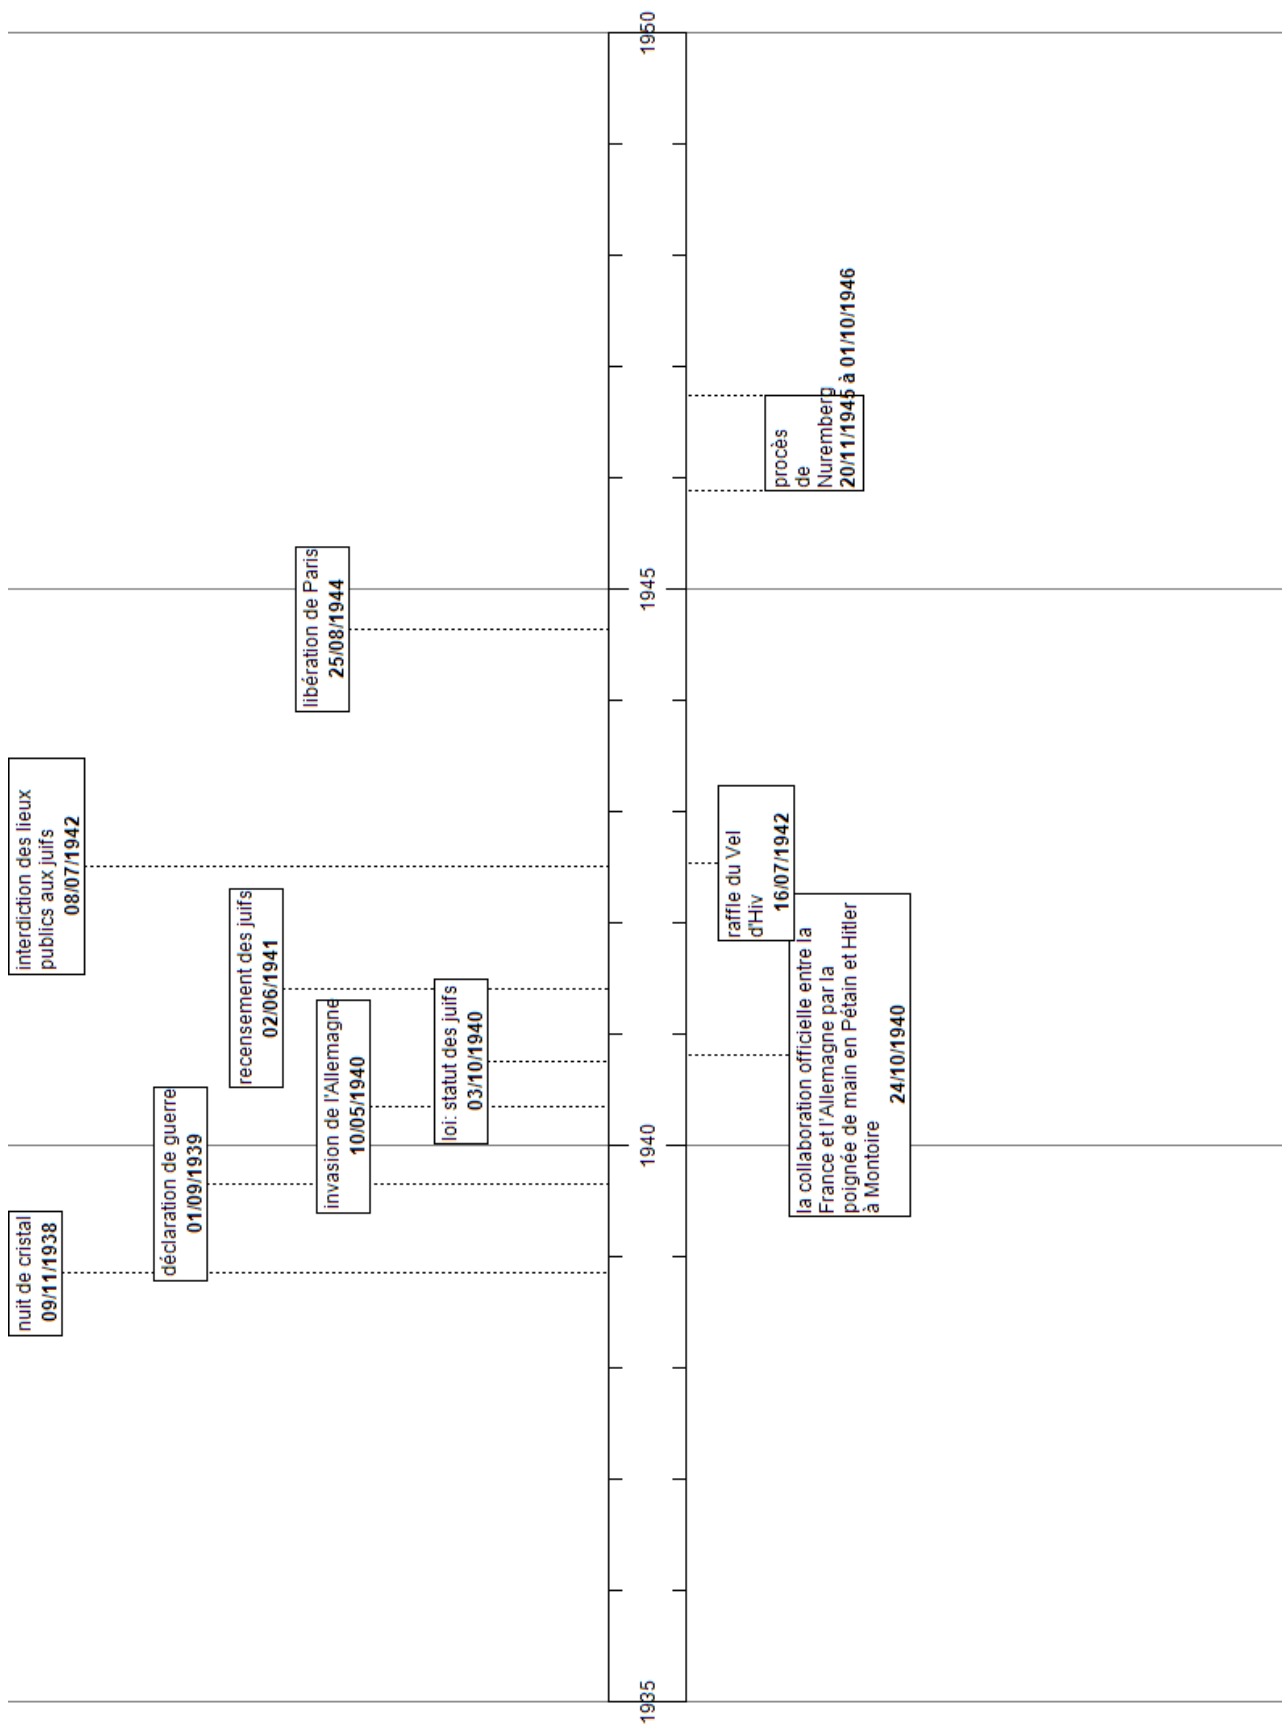 nuit de cristal
09/11/1938
déclaration de guerre
01/09/1939
interdiction des lieux
publics aux juifs
08/07/1942
recensement des juifs
02/06/1941
invasion de l'Allemagne
10/05/1940
libération de Paris
25/08/1944
loi: statut des juifs
03/10/1940
1935
1940
1945
1950
raffle du Vel
d'Hiv
16/07/1942
la collaboration officielle entre la
France et l'Allemagne par la
poignée de main en Pétain et Hitler
à Montoire
24/10/1940
procès
de
Nuremberg
20/11/1945 à 01/10/1946